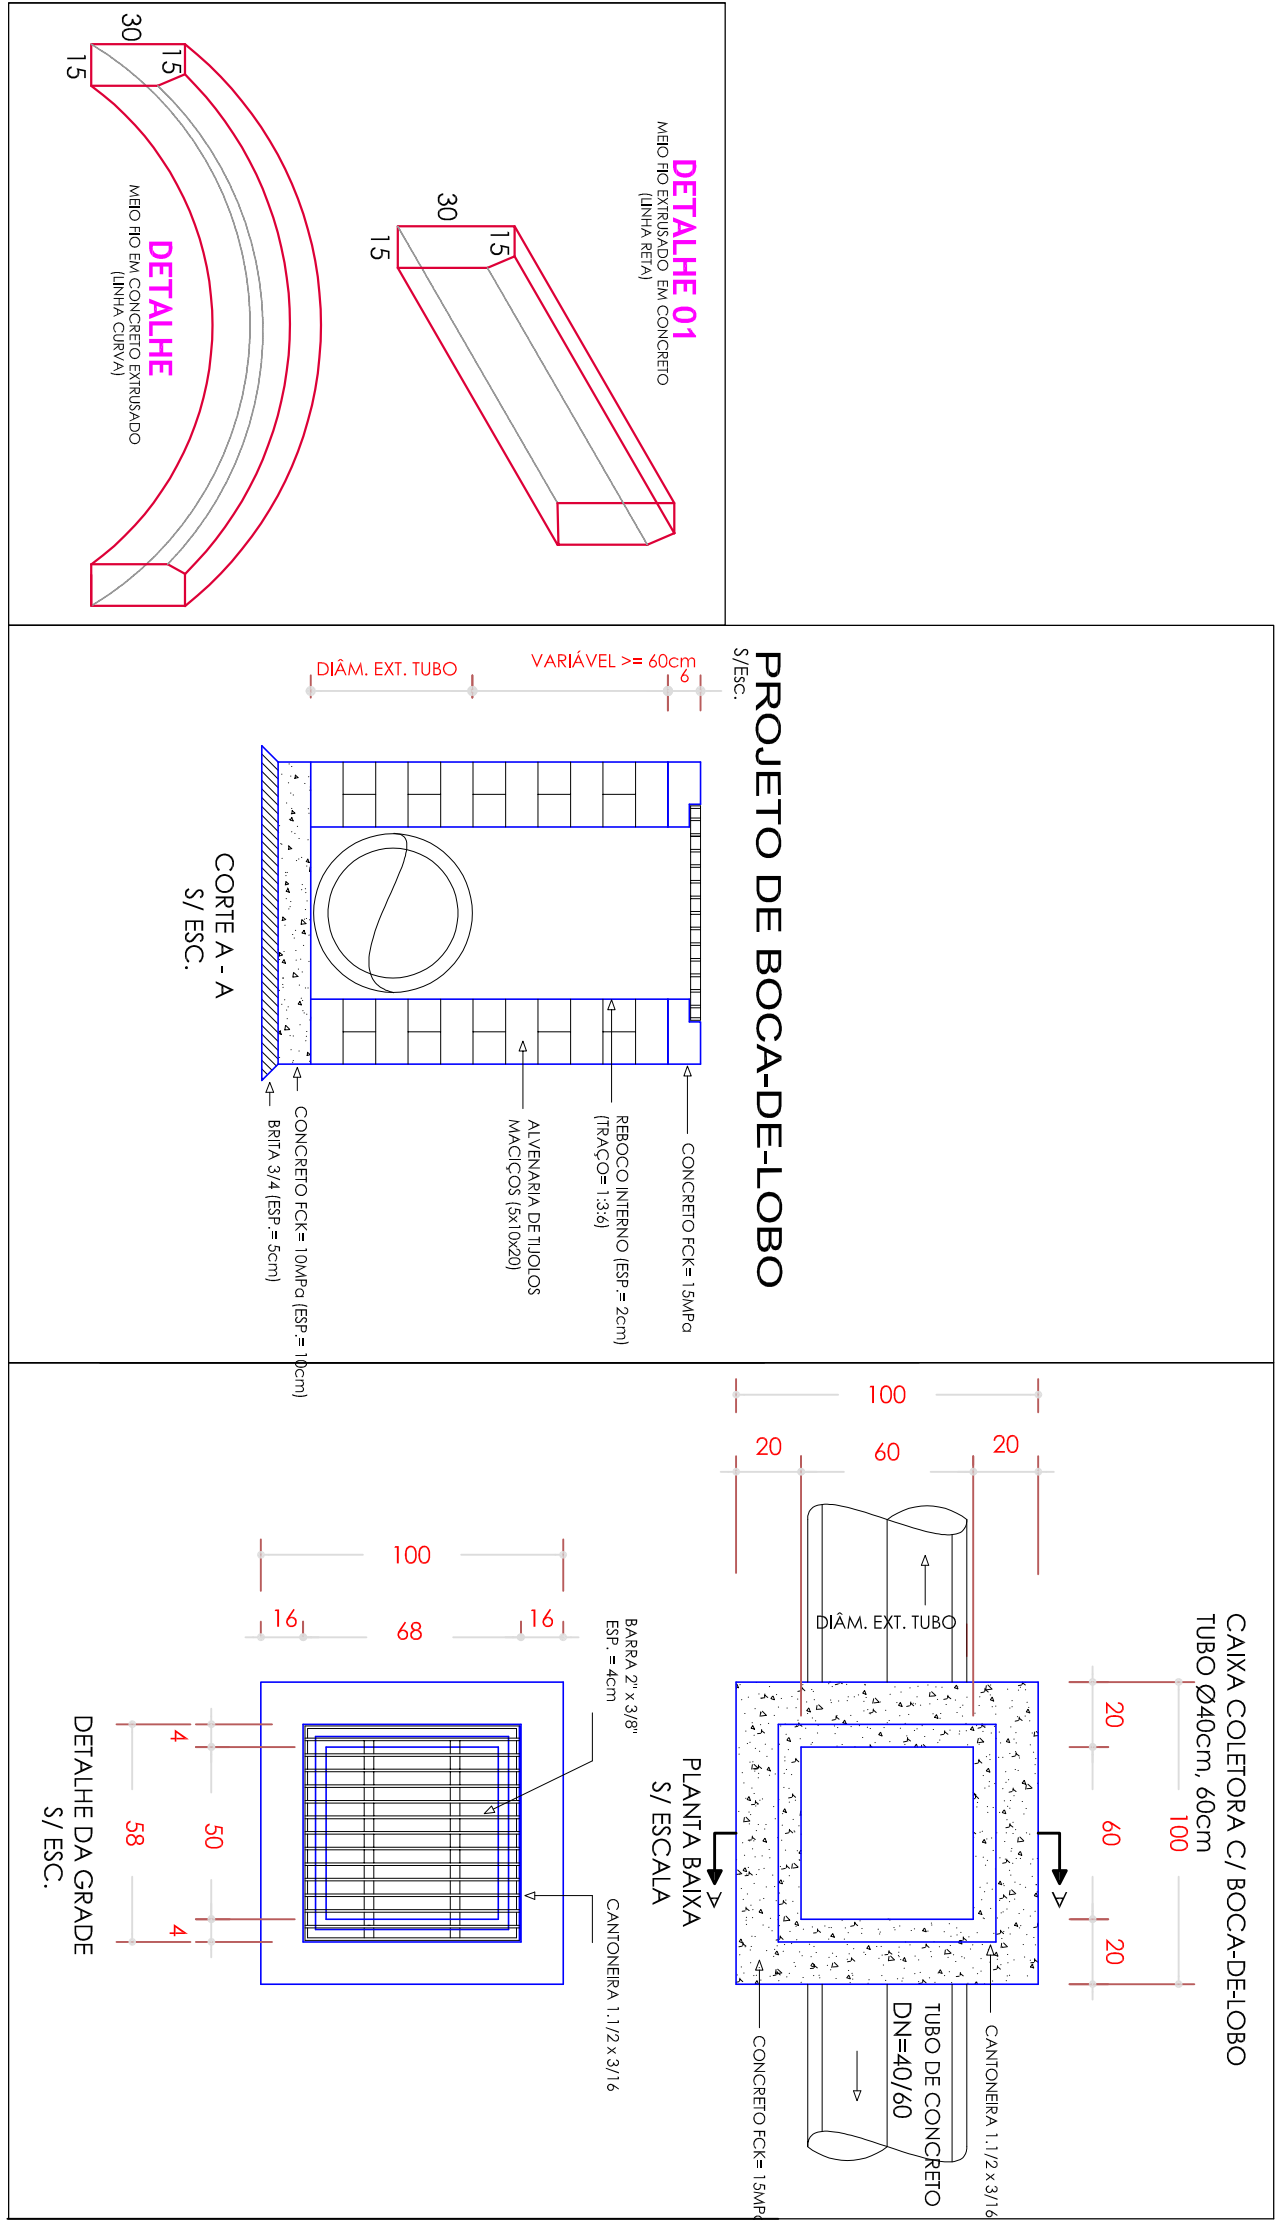 DETALHE 01
MEIO FIO EXTRUSADO EM CONCRETO
(LINHA RETA)
30
15
15
DETALHE
MEIO FIO EM CONCRETO EXTRUSADO
(LINHA CURVA)
30
15
15
PROJETO DE BOCA-DE-LOBO
S/Esc.
6
VARIÁVEL >= 60cm
DIÂM. EXT. TUBO
CONCRETO FCK= 15MPa
REBOCO INTERNO (ESP.= 2cm)
(TRAÇO= 1:3:6)
ALVENARIA DE TIJOLOS
MACIÇOS (5x10x20)
CONCRETO FCK= 10MPa (ESP.= 10cm)
BRITA 3/4 (ESP.= 5cm)
CORTE A - A
S/ ESC.
CAIXA COLETORA C/ BOCA-DE-LOBO
TUBO Ø40cm, 60cm
100
20
60
20
100
20
60
20
DIÂM. EXT. TUBO
A
A
CANTONEIRA 1.1/2 x 3/16
TUBO DE CONCRETO
DN=40/60
CONCRETO FCK= 15MPa
PLANTA BAIXA
S/ ESCALA
BARRA 2" x 3/8"
ESP. = 4cm
CANTONEIRA 1.1/2 x 3/16
100
16
68
16
4
50
4
58
DETALHE DA GRADE
S/ ESC.